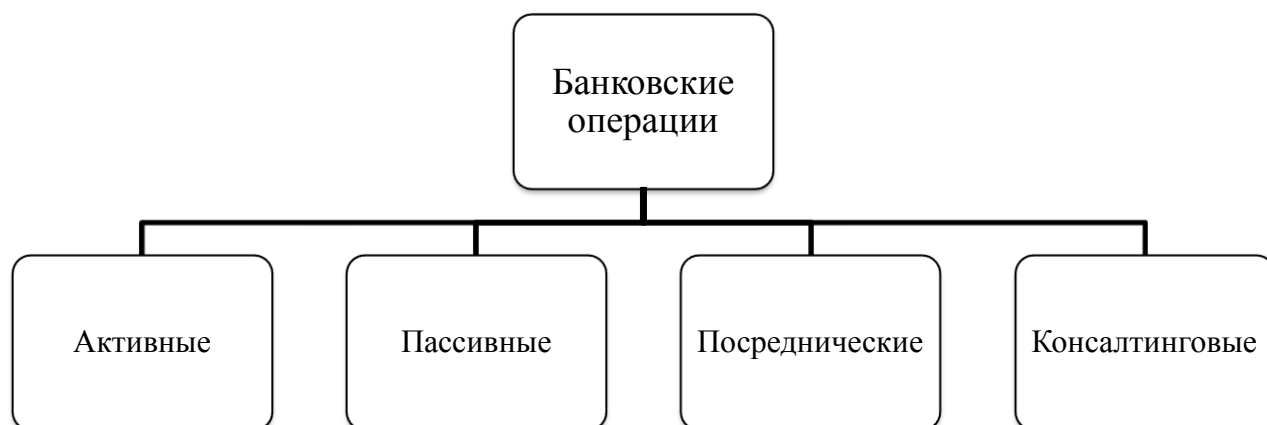 Банковские
операции
Активные
Пассивные
Посреднические
Консалтинговые